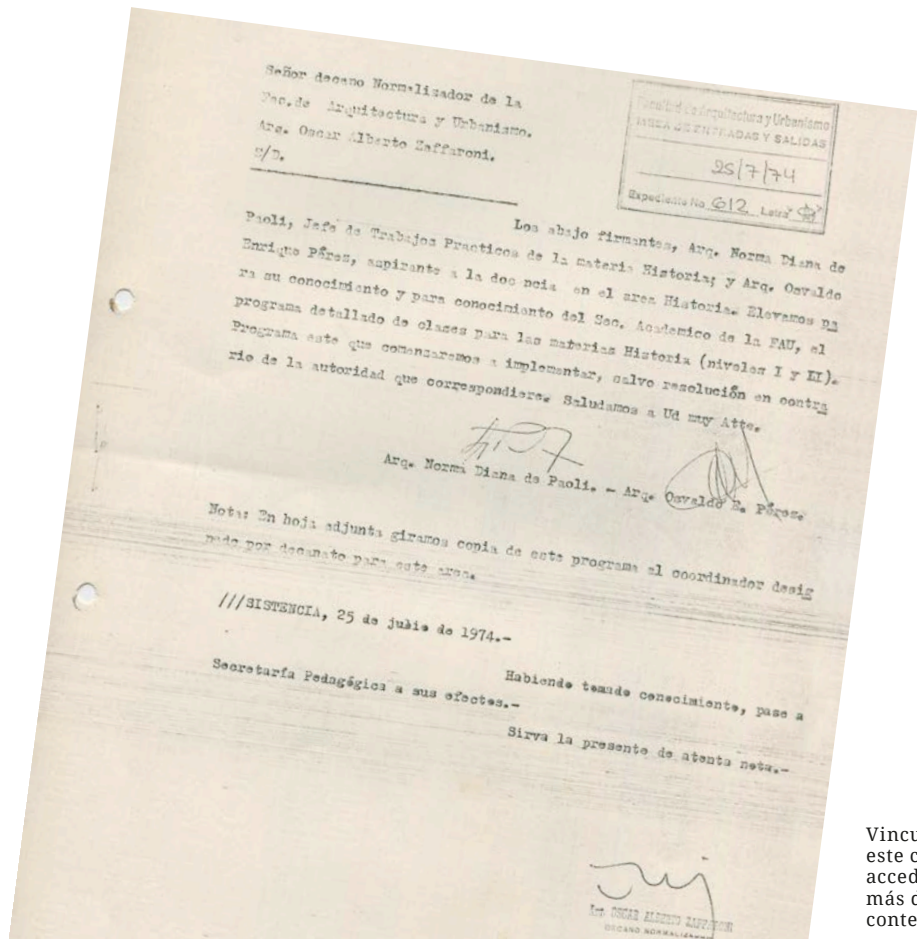 Señor decano Normalizador de la
Fac.de Arquitectura y Urbanismo.
Arq. Oscar Alberto Zaffaroni.
S/D.
Facultad de Arquitectura y Urbanismo
MESA DE ENTRADAS Y SALIDAS
25/7/74
Expediente No 612 Letra
Los abajo firmantes, Arq. Norma Diana de
Paoli, Jefe de Trabajos Practicos de la materia Historia; y Arq. Osvaldo
Enrique Pérez, aspirante a la doc ncia en el area Historia. Elevamos pa
ra su conocimiento y para conocimiento del Sec. Academico de la FAU, el
programa detallado de clases para las materias Historia (niveles I y II).
Programa este que comenzaremos a implementar, salvo resolución en contra
rio de la autoridad que correspondiere. Saludamos a Ud muy Atte.
Arq. Norma Diana de Paoli. - Arq. Osvaldo E. Pérez.
Nota: En hoja adjunta giramos copia de este programa al coordinador desig
nado por decanato para este area.
///SISTENCIA, 25 de julio de 1974.-
Habiendo tomado conocimiento, pase a
Secretaría Pedagógica a sus efectos.-
Sirva la presente de atenta nota.-
Arq. OSCAR ALBERTO ZAFFARONI
DECANO NORMALIZADOR
Vincu
este c
acced
más d
conte